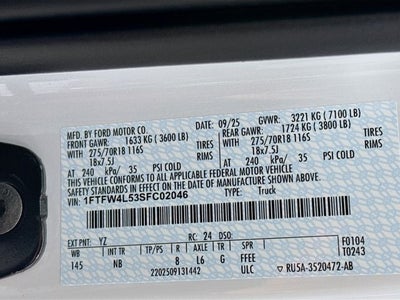 MFD. BY FORD MOTOR CO.
09/25 GVWR: 3221 KG ( 7100 LB)
FRONT GAWR: 1633 KG ( 3600 LB) REAR GAWR: 1724 KG ( 3800 LB)
WITH WITH
275/70R18 116S TIRES 275/70R18 116S TIRES
18x7.5J RIMS 18x7.5J RIMS
AT 240 kPa/ 35 PSI COLD AT 240 kPa/ 35 PSI COLD
THIS VEHICLE CONFORMS TO ALL APPLICABLE FEDERAL MOTOR VEHICLE
SAFETY STANDARDS IN EFFECT ON THE DATE OF MANUFACTURE SHOWN ABOVE.
VIN: 1FTFW4L53SFC02046 TYPE: Truck
EXT PNT: YZ RC: 24 DSO: F0104
WB INT TR TP/PS R AXLE TR SPR T0243
145 NB 8 L6 G FFEE
2202509131442 ULC RU5A-3520472-AB